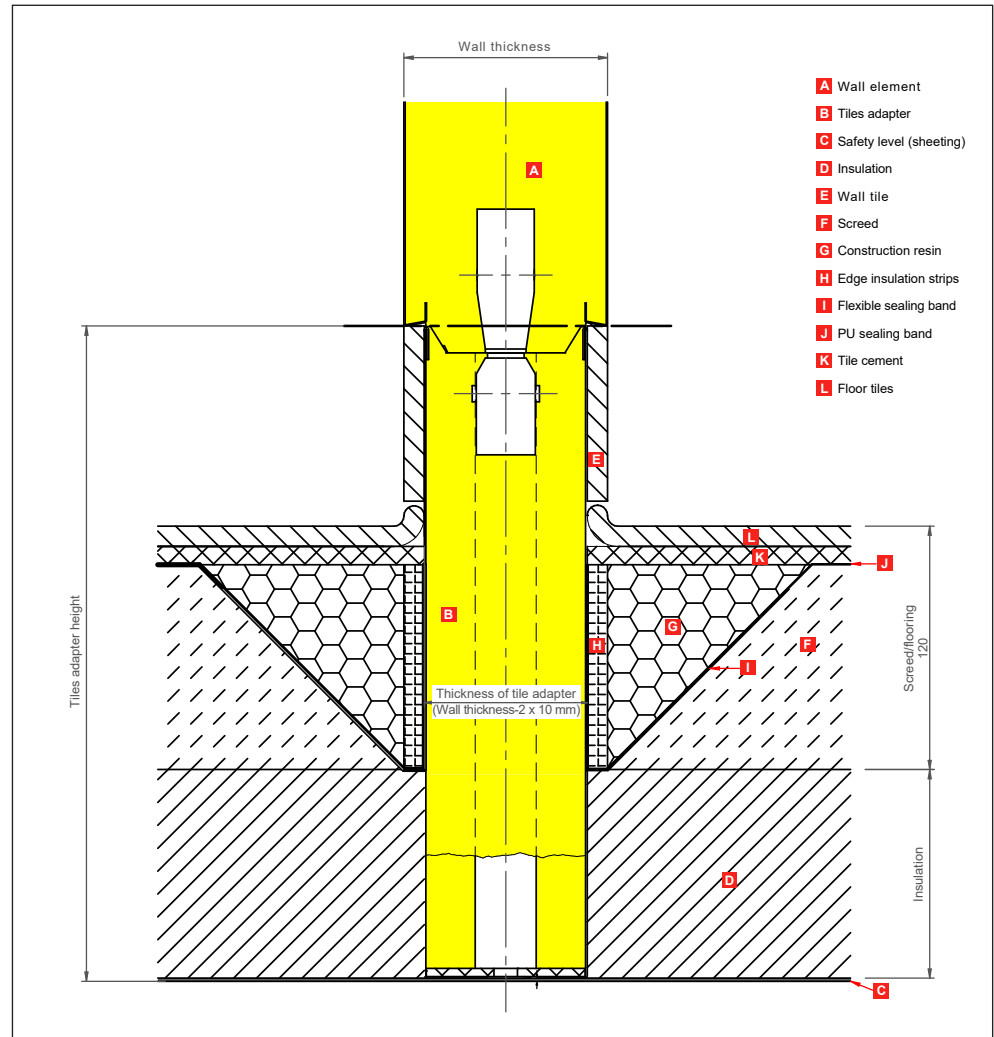 Wall thickness
A Wall element
B Tiles adapter
C Safety level (sheeting)
D Insulation
E Wall tile
F Screed
G Construction resin
H Edge insulation strips
I Flexible sealing band
J PU sealing band
K Tile cement
L Floor tiles
A
E
L
K
J
B
G
H
F
I
Thickness of tile adapter
(Wall thickness-2 x 10 mm)
Tiles adapter height
Screed/flooring
120
D
Insulation
C